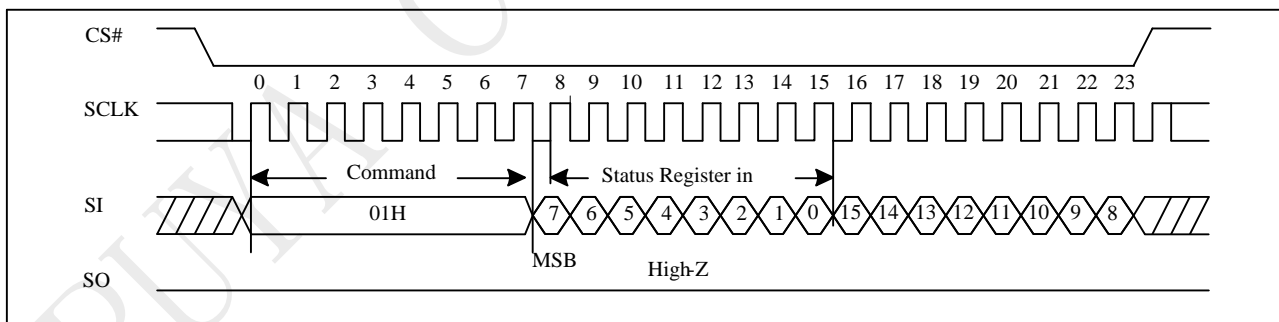 CS#
0 1 2 3 4 5 6 7 8 9 10 11 12 13 14 15 16 17 18 19 20 21 22 23
SCLK
Command Status Register in
SI 01H 7 6 5 4 3 2 1 0 15 14 13 12 11 10 9 8
MSB High-Z
SO
PUYA